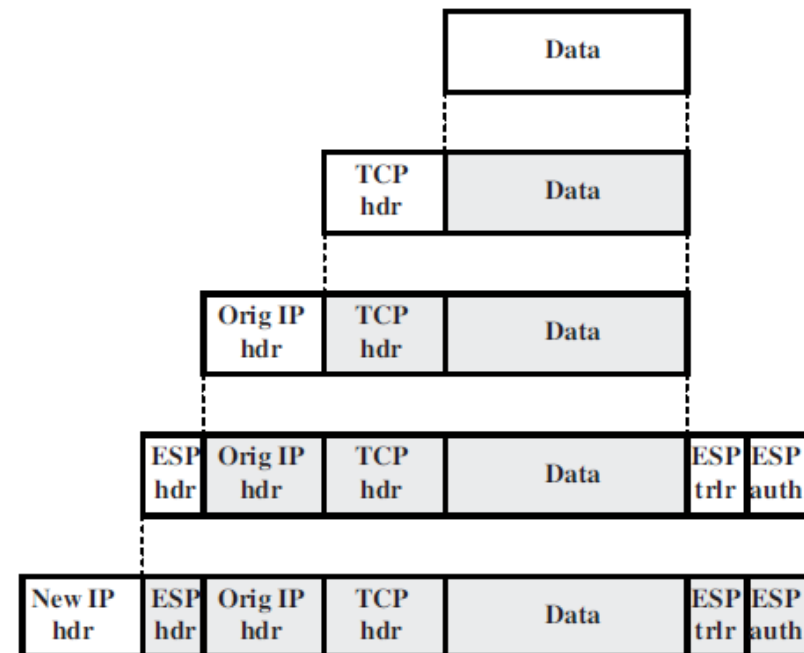 Data
TCP
hdr
Data
Orig IP
hdr
TCP
hdr
Data
ESP
hdr
Orig IP
hdr
TCP
hdr
Data
ESP
trlr
ESP
auth
New IP
hdr
ESP
hdr
Orig IP
hdr
TCP
hdr
Data
ESP
trlr
ESP
auth